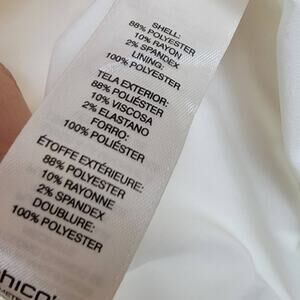 SHELL:
88% POLYESTER
10% RAYON
2% SPANDEX
LINING:
100% POLYESTER
TELA EXTERIOR:
88% POLIÉSTER
10% VISCOSA
2% ELASTANO
FORRO:
100% POLIÉSTER
ÉTOFFE EXTÉRIEURE:
88% POLYESTER
10% RAYONNE
2% SPANDEX
DOUBLURE:
100% POLYESTER